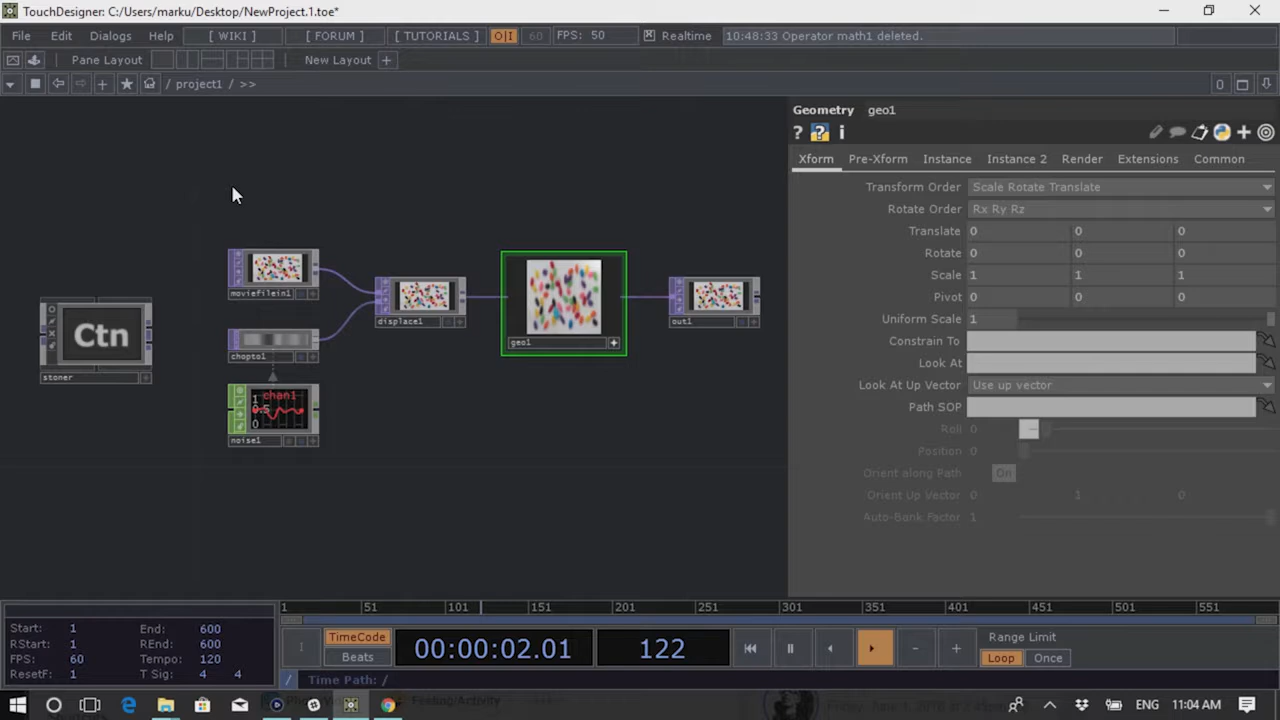 TouchDesigner: C:/Users/marku/Desktop/NewProject.1.toe*
File Edit Dialogs Help [ WIKI ] [ FORUM ] [ TUTORIALS ] O|I 60 FPS: 50 Realtime 10:48:33 Operator math1 deleted.
Pane Layout New Layout +
/ project1 / >> 0
Geometry geo1
? ? i
Xform Pre-Xform Instance Instance 2 Render Extensions Common
Transform Order Scale Rotate Translate
Rotate Order Rx Ry Rz
Translate 0 0 0
Rotate 0 0 0
Scale 1 1 1
Pivot 0 0 0
Uniform Scale 1
Constrain To
Look At
Look At Up Vector Use up vector
Path SOP
Roll 0
Position 0
Orient along Path On
Orient Up Vector 0 1 0
Auto-Bank Factor 1
moviefilein1
displace1
geo1
out1
Ctn
stoner
chopto1
chan1
1
0.5
0
noise1
1 51 101 151 201 251 301 351 401 451 501 551
Start: 1 End: 600
RStart: 1 REnd: 600
FPS: 60 Tempo: 120
ResetF: 1 T Sig: 4 4
TimeCode
Beats
00:00:02.01
122
Range Limit
Loop Once
/ Time Path: /
Feeling/Activity
ENG 11:04 AM